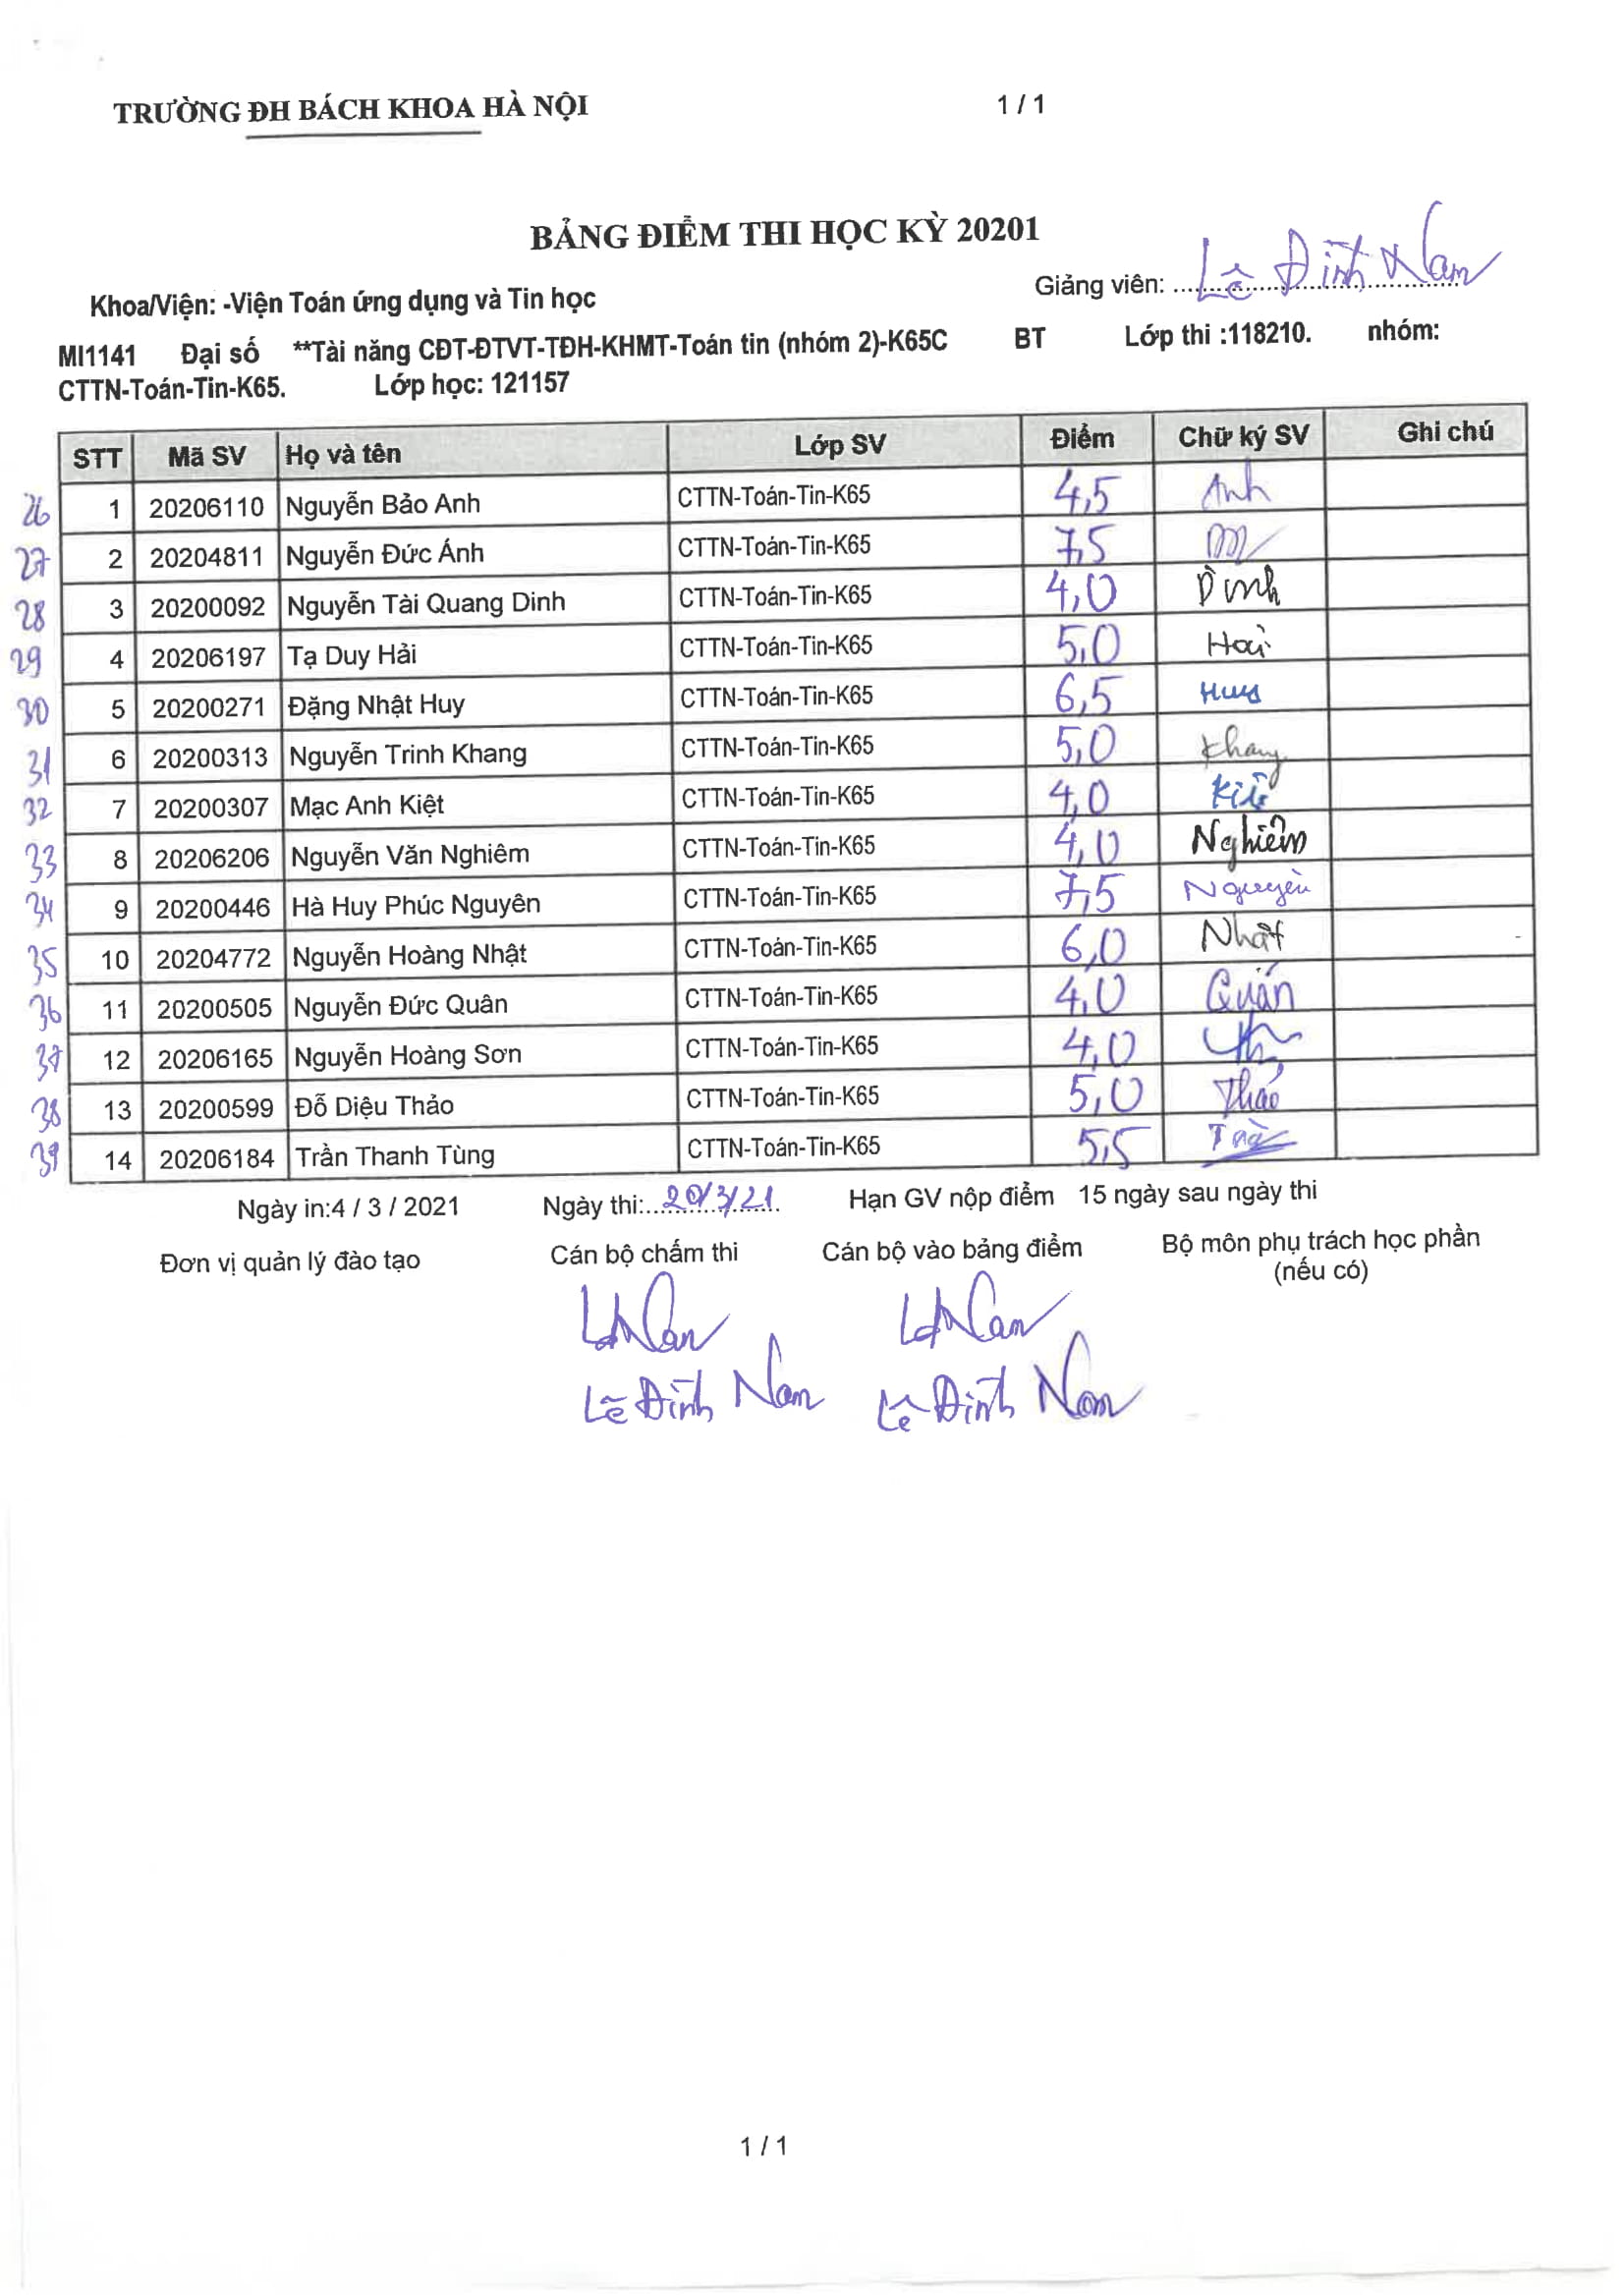 TRƯỜNG ĐH BÁCH KHOA HÀ NỘI 1 / 1
BẢNG ĐIỂM THI HỌC KỲ 20201
Giảng viên: Lê Đình Nam
Khoa/Viện: -Viện Toán ứng dụng và Tin học
MI1141 Đại số **Tài năng CĐT-ĐTVT-TĐH-KHMT-Toán tin (nhóm 2)-K65C BT Lớp thi :118210. nhóm:
CTTN-Toán-Tin-K65. Lớp học: 121157
STT Mã SV Họ và tên Lớp SV Điểm Chữ ký SV Ghi chú
26 1 20206110 Nguyễn Bảo Anh CTTN-Toán-Tin-K65 4,5 Anh
27 2 20204811 Nguyễn Đức Ánh CTTN-Toán-Tin-K65 7,5
28 3 20200092 Nguyễn Tài Quang Dinh CTTN-Toán-Tin-K65 4,0 Dinh
29 4 20206197 Tạ Duy Hải CTTN-Toán-Tin-K65 5,0 Hải
30 5 20200271 Đặng Nhật Huy CTTN-Toán-Tin-K65 6,5 Huy
31 6 20200313 Nguyễn Trinh Khang CTTN-Toán-Tin-K65 5,0 Khang
32 7 20200307 Mạc Anh Kiệt CTTN-Toán-Tin-K65 4,0 Kiệt
33 8 20206206 Nguyễn Văn Nghiêm CTTN-Toán-Tin-K65 4,0 Nghiêm
34 9 20200446 Hà Huy Phúc Nguyên CTTN-Toán-Tin-K65 7,5 Nguyên
35 10 20204772 Nguyễn Hoàng Nhật CTTN-Toán-Tin-K65 6,0 Nhật
36 11 20200505 Nguyễn Đức Quân CTTN-Toán-Tin-K65 4,0 Quân
37 12 20206165 Nguyễn Hoàng Sơn CTTN-Toán-Tin-K65 4,0
38 13 20200599 Đỗ Diệu Thảo CTTN-Toán-Tin-K65 5,0 Thảo
39 14 20206184 Trần Thanh Tùng CTTN-Toán-Tin-K65 5,5
Ngày in:4 / 3 / 2021 Ngày thi: 20/3/21 Hạn GV nộp điểm 15 ngày sau ngày thi
Đơn vị quản lý đào tạo Cán bộ chấm thi Cán bộ vào bảng điểm Bộ môn phụ trách học phần
(nếu có)
Lê Đình Nam Lê Đình Nam
1 / 1